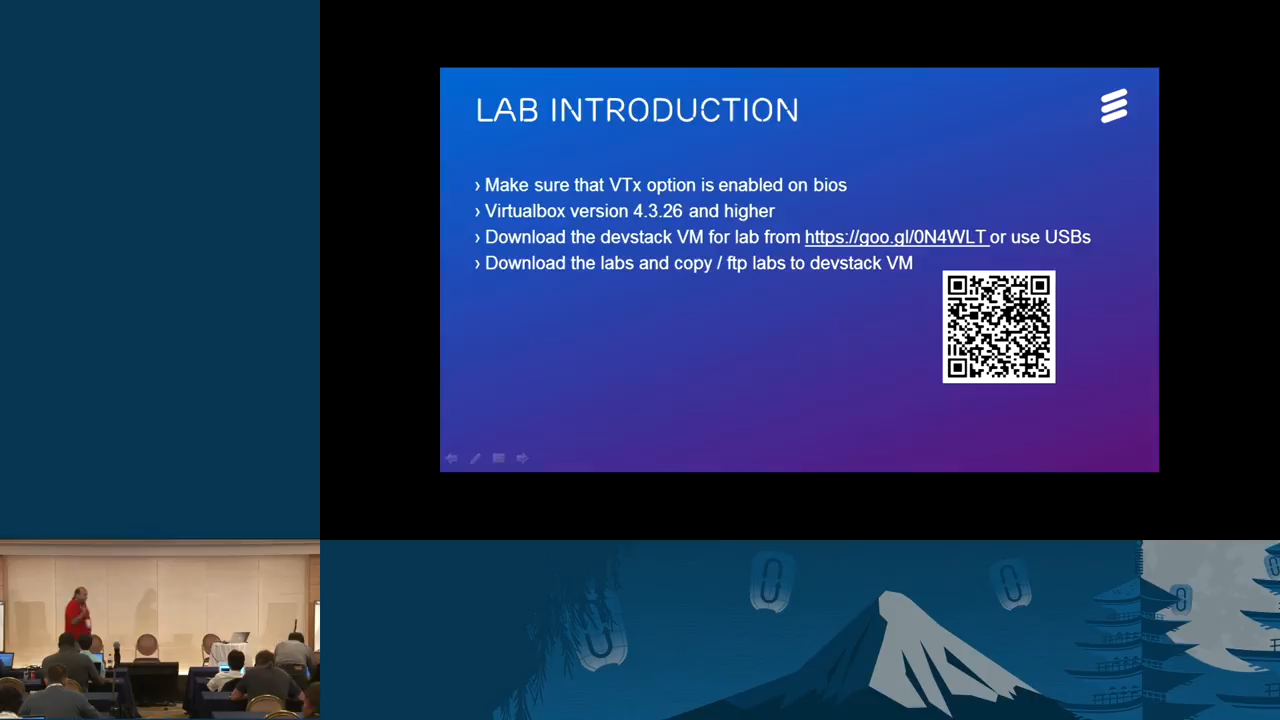 LAB INTRODUCTION
› Make sure that VTx option is enabled on bios
› Virtualbox version 4.3.26 and higher
› Download the devstack VM for lab from https://goo.gl/0N4WLT or use USBs
› Download the labs and copy / ftp labs to devstack VM